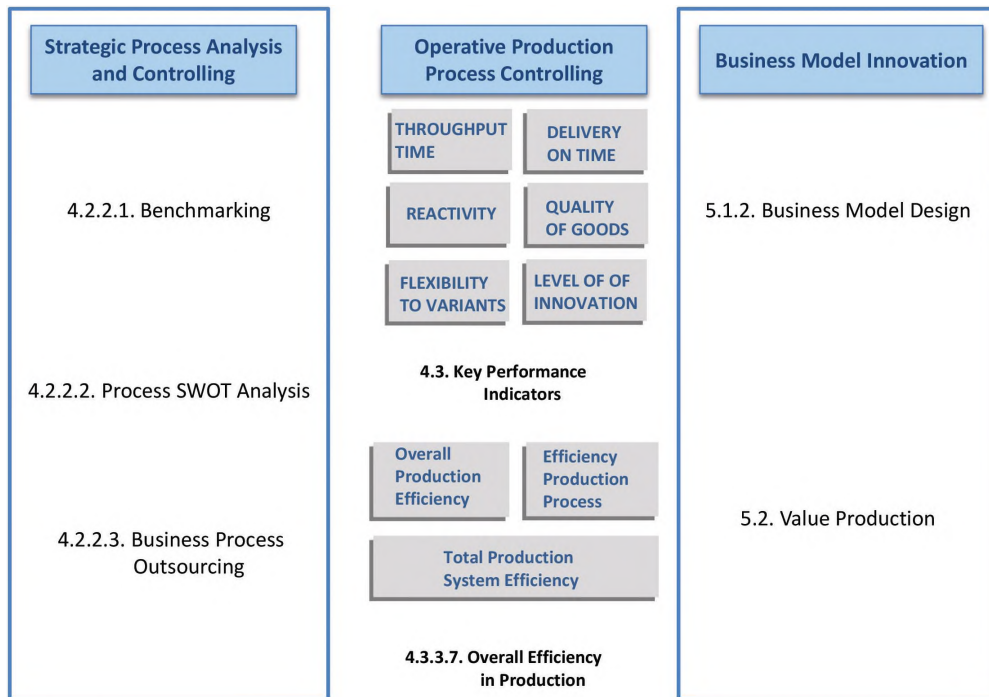 Strategic Process Analysis
and Controlling
4.2.2.1. Benchmarking
4.2.2.2. Process SWOT Analysis
4.2.2.3. Business Process
Outsourcing
Operative Production
Process Controlling
THROUGHPUT
TIME
DELIVERY
ON TIME
REACTIVITY
QUALITY
OF GOODS
FLEXIBILITY
TO VARIANTS
LEVEL OF OF
INNOVATION
4.3. Key Performance
Indicators
Overall
Production
Efficiency
Efficiency
Production
Process
Total Production
System Efficiency
4.3.3.7. Overall Efficiency
in Production
Business Model Innovation
5.1.2. Business Model Design
5.2. Value Production